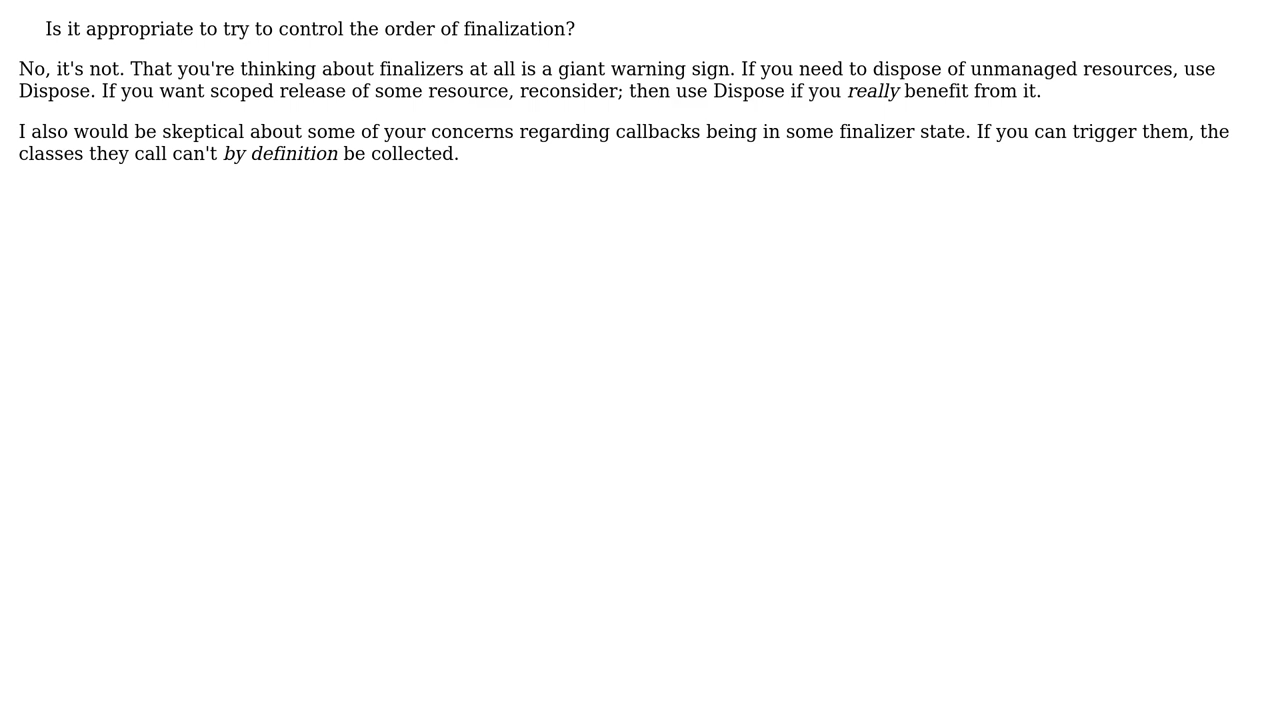 Is it appropriate to try to control the order of finalization?
No, it's not. That you're thinking about finalizers at all is a giant warning sign. If you need to dispose of unmanaged resources, use
Dispose. If you want scoped release of some resource, reconsider; then use Dispose if you really benefit from it.
I also would be skeptical about some of your concerns regarding callbacks being in some finalizer state. If you can trigger them, the
classes they call can't by definition be collected.